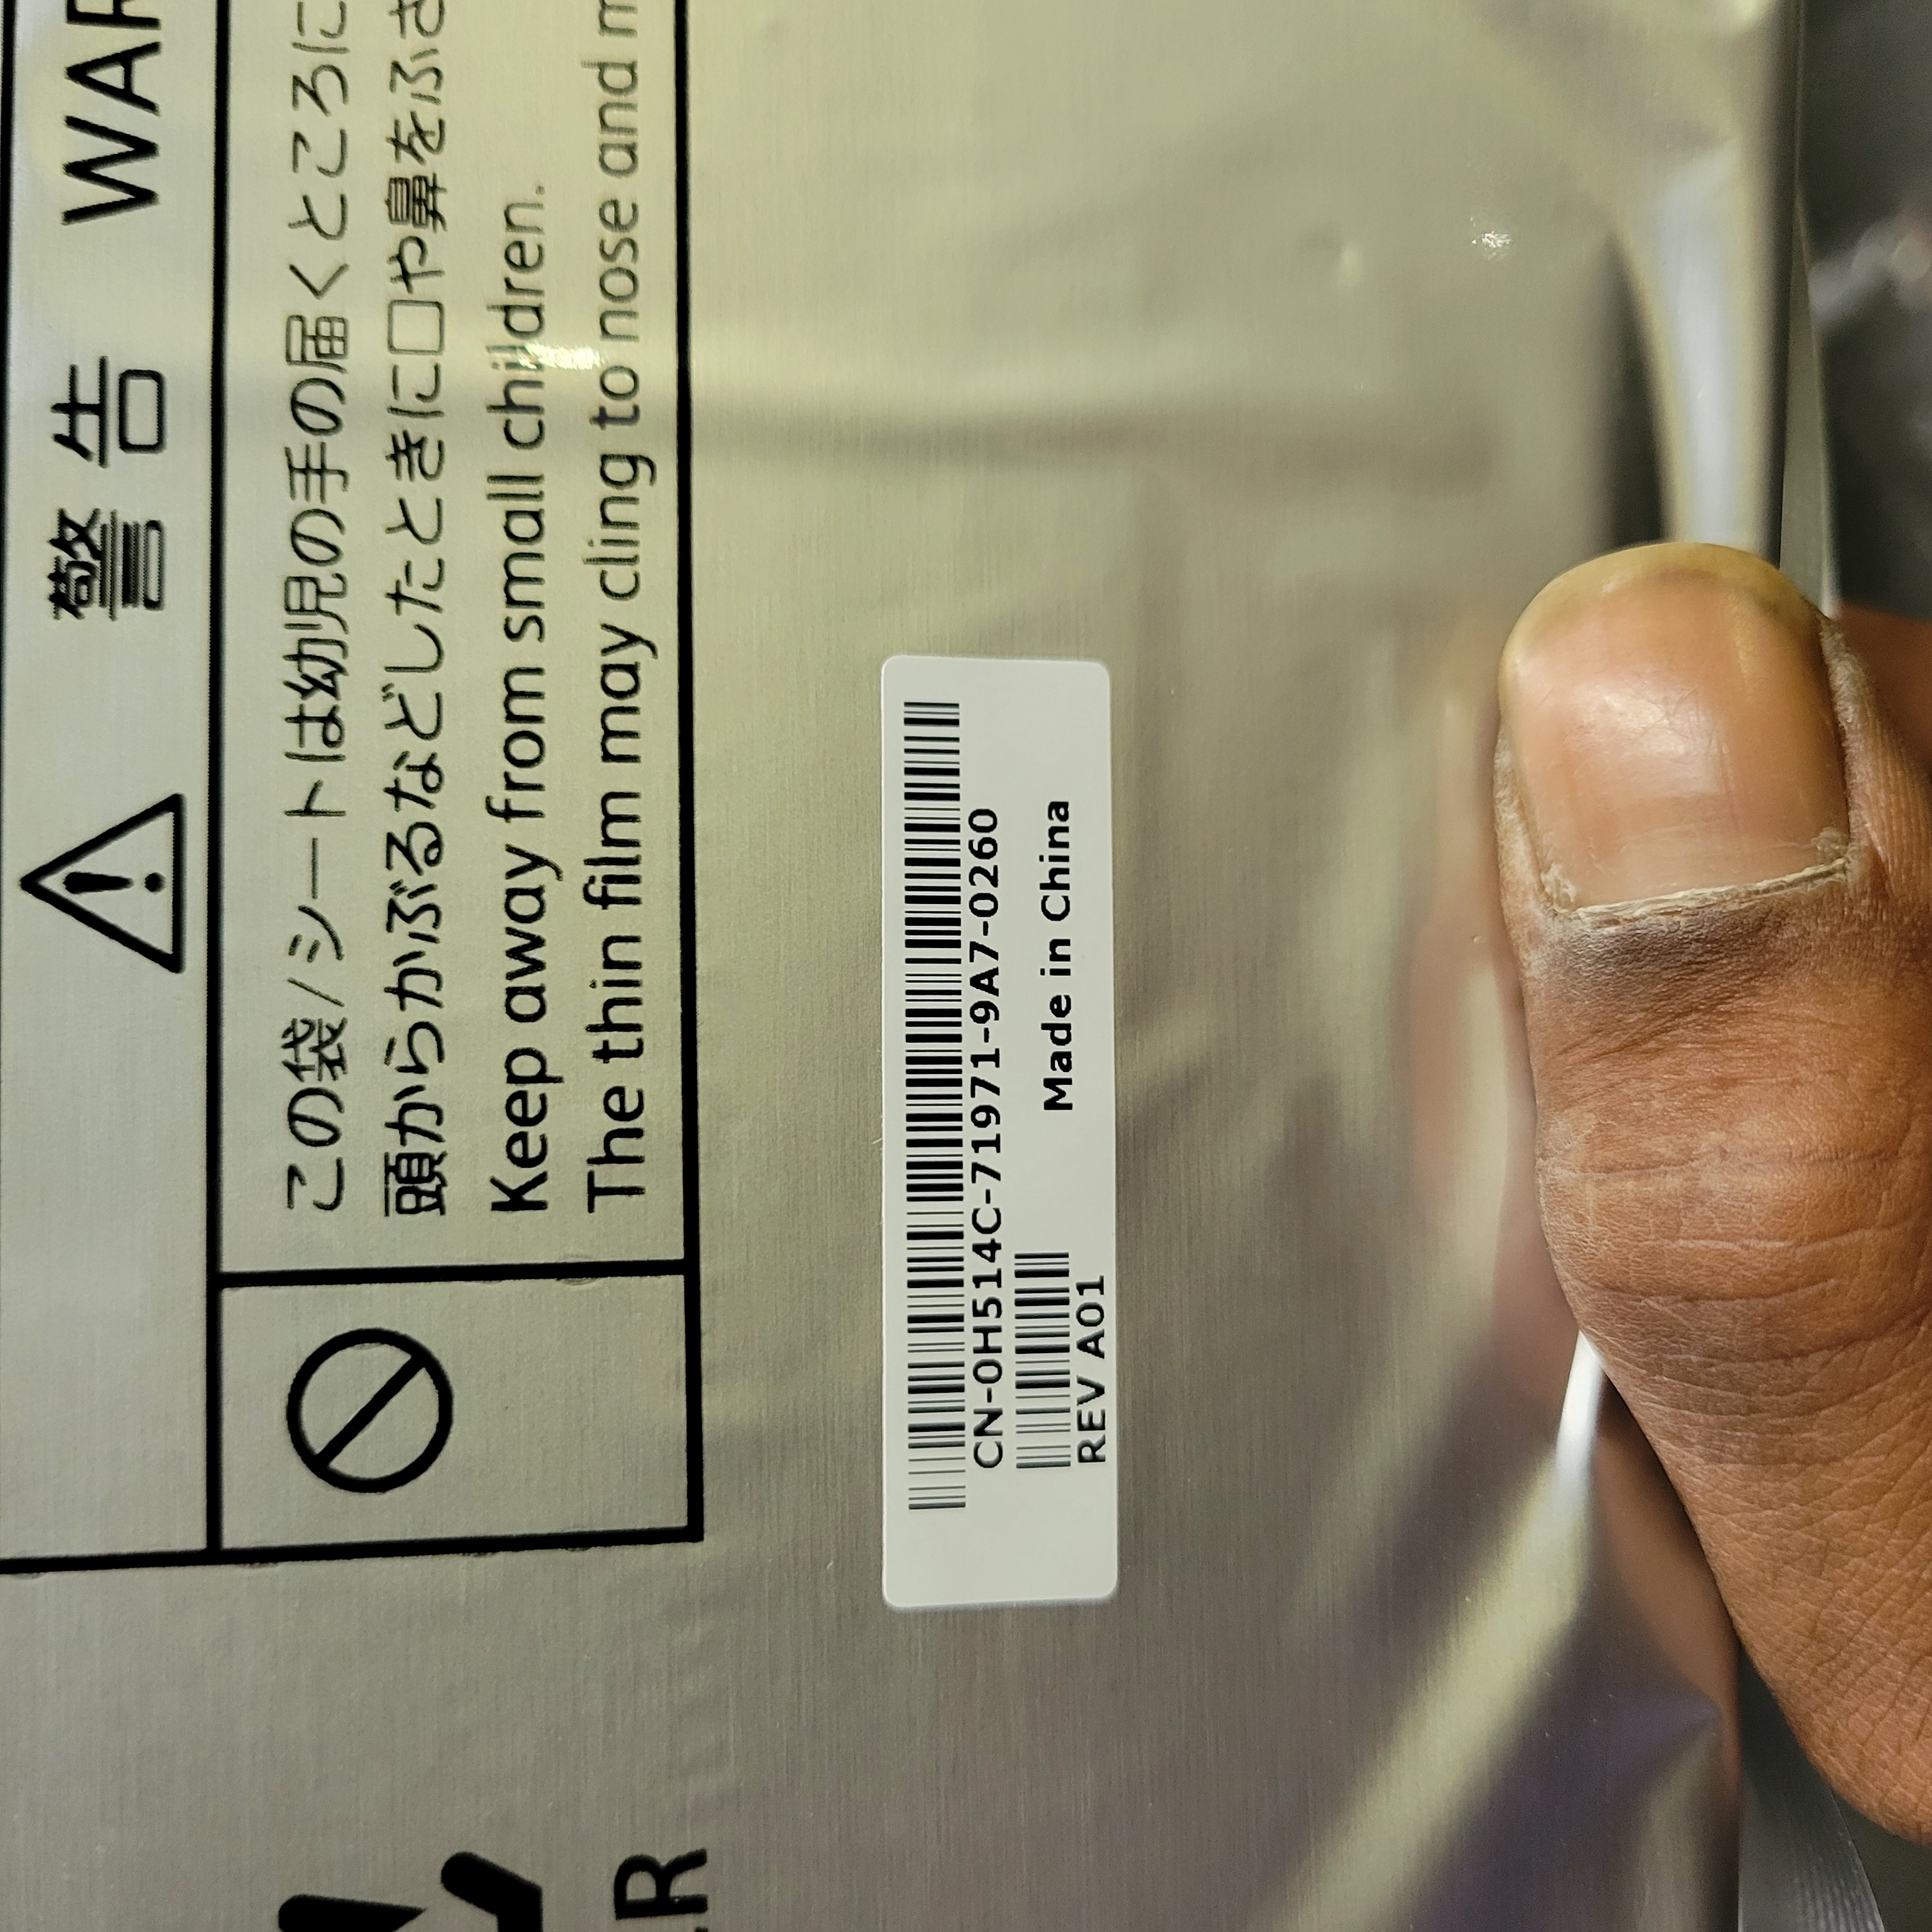 警告 WAR
この袋/シートは幼児の手の届くところに
頭からかぶるなどしたときに口や鼻をふさ
Keep away from small children.
The thin film may cling to nose and m
CN-0H514C-71971-9A7-0260
Made in China
REV A01